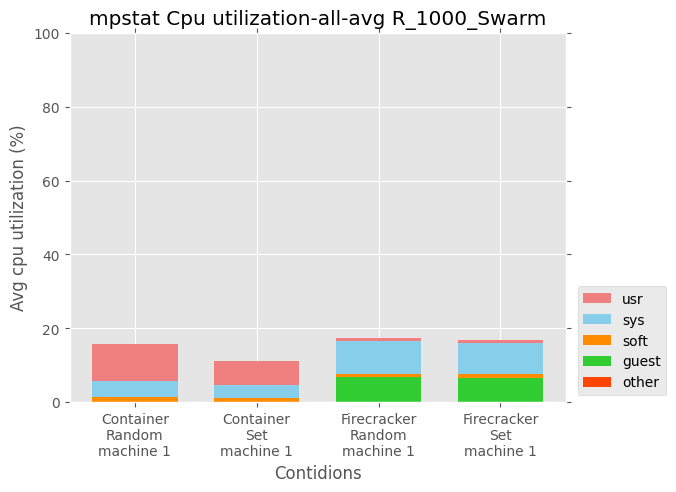 mpstat Cpu utilization-all-avg R_1000_Swarm
100
80
60
40
20
0
Avg cpu utilization (%)
Container
Random
machine 1
Container
Set
machine 1
Firecracker
Random
machine 1
Firecracker
Set
machine 1
Contidions
usr
sys
soft
guest
other